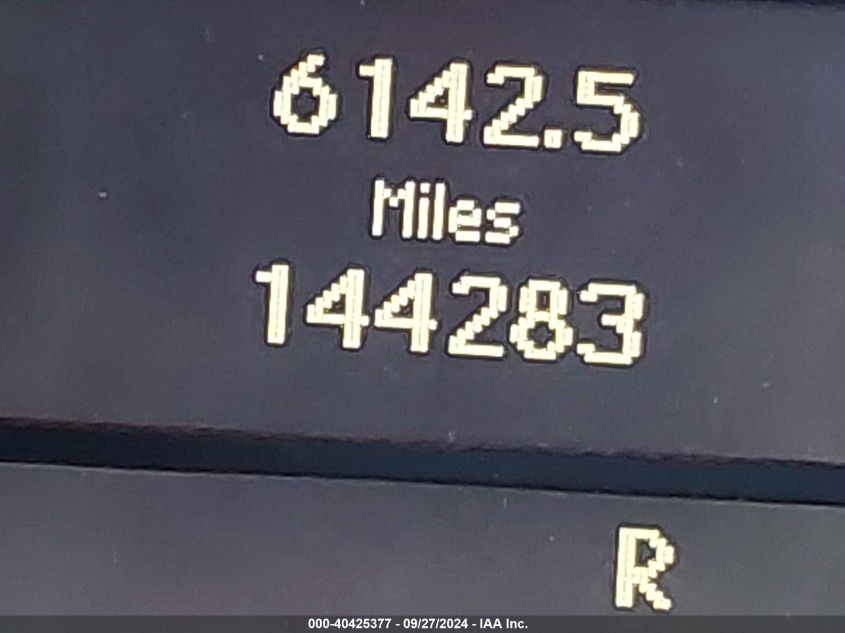 6142.5
Miles
144283
R
000-40425377 - 09/27/2024 - IAA Inc.